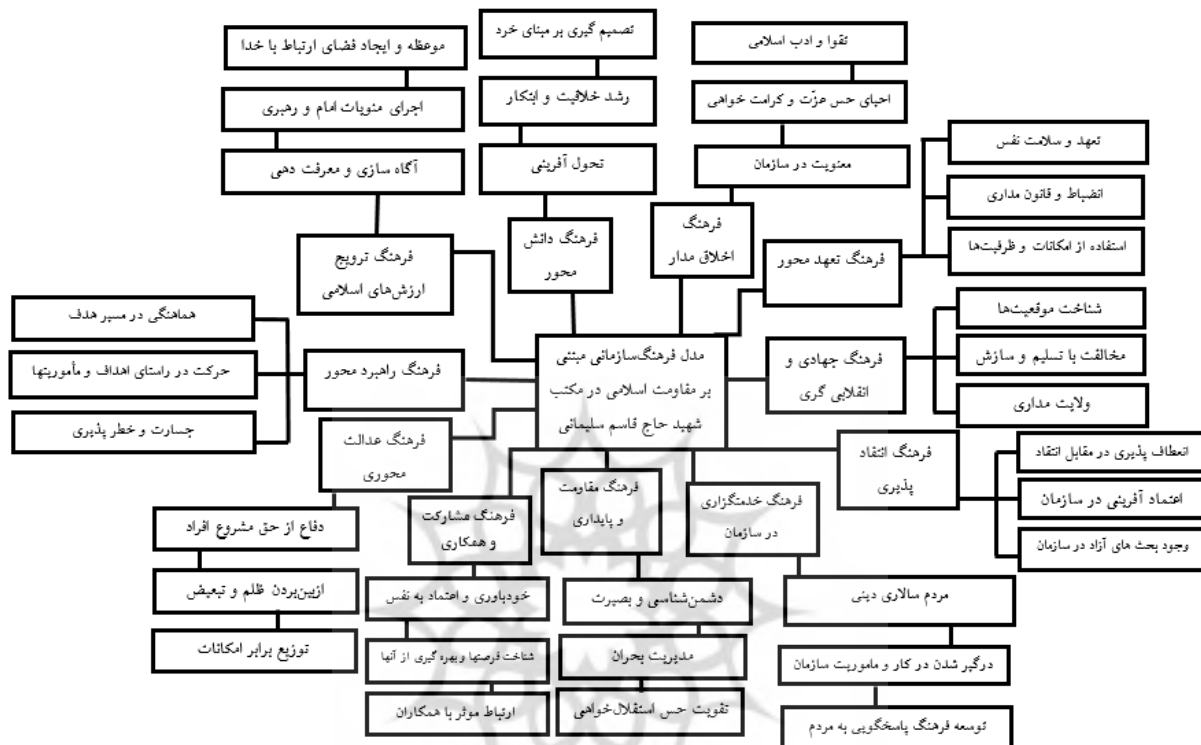 تصمیم گیری بر مبنای خرد
تقوا و ادب اسلامی
موعظه و ایجاد فضای ارتباط با خدا
رشد خلاقیت و ابتکار
احیای حس عزّت و کرامت خواهی
اجرای منویات امام و رهبری
تحول آفرینی
معنویت در سازمان
آگاه سازی و معرفت دهی
تعهد و سلامت نفس
انضباط و قانون مداری
استفاده از امکانات و ظرفیت‌ها
فرهنگ تعهد محور
فرهنگ
اخلاق مدار
فرهنگ دانش
محور
فرهنگ ترویج
ارزش‌های اسلامی
شناخت موقعیت‌ها
مخالفت با تسلیم و سازش
ولایت مداری
فرهنگ جهادی و
انقلابی گری
مدل فرهنگ‌سازمانی مبتنی
بر مقاومت اسلامی در مکتب
شهید حاج قاسم سلیمانی
فرهنگ راهبرد محور
هماهنگی در مسیر هدف
حرکت در راستای اهداف و مأموریتها
جسارت و خطر پذیری
فرهنگ عدالت
محوری
فرهنگ انتقاد
پذیری
انعطاف پذیری در مقابل انتقاد
اعتماد آفرینی در سازمان
وجود بحث های آزاد در سازمان
فرهنگ خدمتگزاری
در سازمان
فرهنگ مقاومت
و پایداری
فرهنگ مشارکت
و همکاری
دفاع از حق مشروع افراد
ازبین‌بردن ظلم و تبعیض
توزیع برابر امکانات
مردم سالاری دینی
درگیر شدن در کار و ماموریت سازمان
توسعه فرهنگ پاسخگویی به مردم
دشمن‌شناسی و بصیرت
مدیریت بحران
تقویت حس استقلال‌خواهی
خودباوری و اعتماد به نفس
شناخت فرصتها و بهره گیری از آنها
ارتباط موثر با همکاران